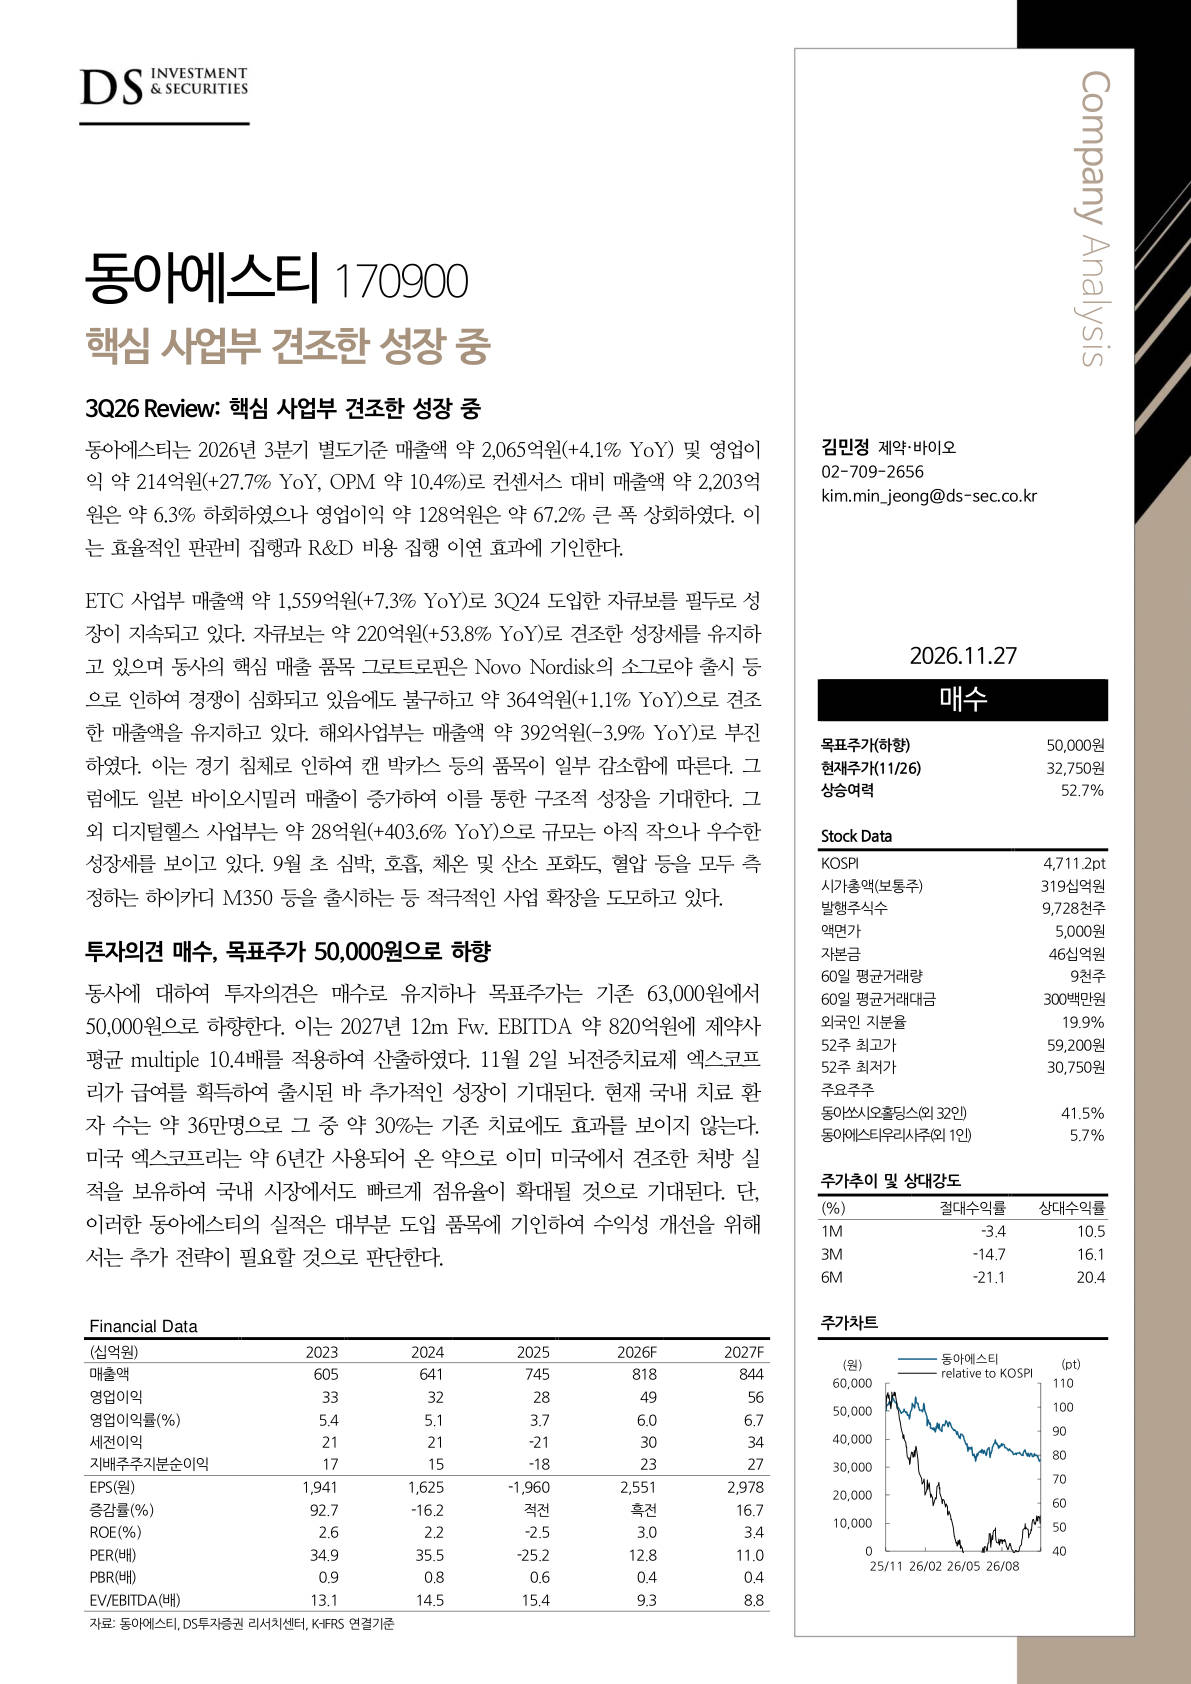 DS INVESTMENT
& SECURITIES
Company Analysis
동아에스티 170900
핵심 사업부 견조한 성장 중
3Q26 Review: 핵심 사업부 견조한 성장 중
동아에스티는 2026년 3분기 별도기준 매출액 약 2,065억원(+4.1% YoY) 및 영업이
익 약 214억원(+27.7% YoY, OPM 약 10.4%)로 컨센서스 대비 매출액 약 2,203억
원은 약 6.3% 하회하였으나 영업이익 약 128억원은 약 67.2% 큰 폭 상회하였다. 이
는 효율적인 판관비 집행과 R&D 비용 집행 이연 효과에 기인한다.
ETC 사업부 매출액 약 1,559억원(+7.3% YoY)로 3Q24 도입한 자큐보를 필두로 성
장이 지속되고 있다. 자큐보는 약 220억원(+53.8% YoY)로 견조한 성장세를 유지하
고 있으며 동사의 핵심 매출 품목 그로트로핀은 Novo Nordisk의 소그로야 출시 등
으로 인하여 경쟁이 심화되고 있음에도 불구하고 약 364억원(+1.1% YoY)으로 견조
한 매출액을 유지하고 있다. 해외사업부는 매출액 약 392억원(-3.9% YoY)로 부진
하였다. 이는 경기 침체로 인하여 캔 박카스 등의 품목이 일부 감소함에 따른다. 그
럼에도 일본 바이오시밀러 매출이 증가하여 이를 통한 구조적 성장을 기대한다. 그
외 디지털헬스 사업부는 약 28억원(+403.6% YoY)으로 규모는 아직 작으나 우수한
성장세를 보이고 있다. 9월 초 심박, 호흡, 체온 및 산소 포화도, 혈압 등을 모두 측
정하는 하이카디 M350 등을 출시하는 등 적극적인 사업 확장을 도모하고 있다.
투자의견 매수, 목표주가 50,000원으로 하향
동사에 대하여 투자의견은 매수로 유지하나 목표주가는 기존 63,000원에서
50,000원으로 하향한다. 이는 2027년 12m Fw. EBITDA 약 820억원에 제약사
평균 multiple 10.4배를 적용하여 산출하였다. 11월 2일 뇌전증치료제 엑스코프
리가 급여를 획득하여 출시된 바 추가적인 성장이 기대된다. 현재 국내 치료 환
자 수는 약 36만명으로 그 중 약 30%는 기존 치료에도 효과를 보이지 않는다.
미국 엑스코프리는 약 6년간 사용되어 온 약으로 이미 미국에서 견조한 처방 실
적을 보유하여 국내 시장에서도 빠르게 점유율이 확대될 것으로 기대된다. 단,
이러한 동아에스티의 실적은 대부분 도입 품목에 기인하여 수익성 개선을 위해
서는 추가 전략이 필요할 것으로 판단한다.
Financial Data
(십억원) 2023 2024 2025 2026F 2027F
매출액 605 641 745 818 844
영업이익 33 32 28 49 56
영업이익률(%) 5.4 5.1 3.7 6.0 6.7
세전이익 21 21 -21 30 34
지배주주지분순이익 17 15 -18 23 27
EPS(원) 1,941 1,625 -1,960 2,551 2,978
증감률(%) 92.7 -16.2 적전 흑전 16.7
ROE(%) 2.6 2.2 -2.5 3.0 3.4
PER(배) 34.9 35.5 -25.2 12.8 11.0
PBR(배) 0.9 0.8 0.6 0.4 0.4
EV/EBITDA(배) 13.1 14.5 15.4 9.3 8.8
자료: 동아에스티, DS투자증권 리서치센터, K-IFRS 연결기준
김민정 제약·바이오
02-709-2656
kim.min_jeong@ds-sec.co.kr
2026.11.27
매수
목표주가(하향) 50,000원
현재주가(11/26) 32,750원
상승여력 52.7%
Stock Data
KOSPI 4,711.2pt
시가총액(보통주) 319십억원
발행주식수 9,728천주
액면가 5,000원
자본금 46십억원
60일 평균거래량 9천주
60일 평균거래대금 300백만원
외국인 지분율 19.9%
52주 최고가 59,200원
52주 최저가 30,750원
주요주주
동아쏘시오홀딩스(외 32인) 41.5%
동아에스티우리사주(외 1인) 5.7%
주가추이 및 상대강도
(%) 절대수익률 상대수익률
1M -3.4 10.5
3M -14.7 16.1
6M -21.1 20.4
주가차트
(원) 동아에스티 (pt)
relative to KOSPI
60,000 110
50,000 100
40,000 90
30,000 80
20,000 70
10,000 60
0 50
40
25/11 26/02 26/05 26/08